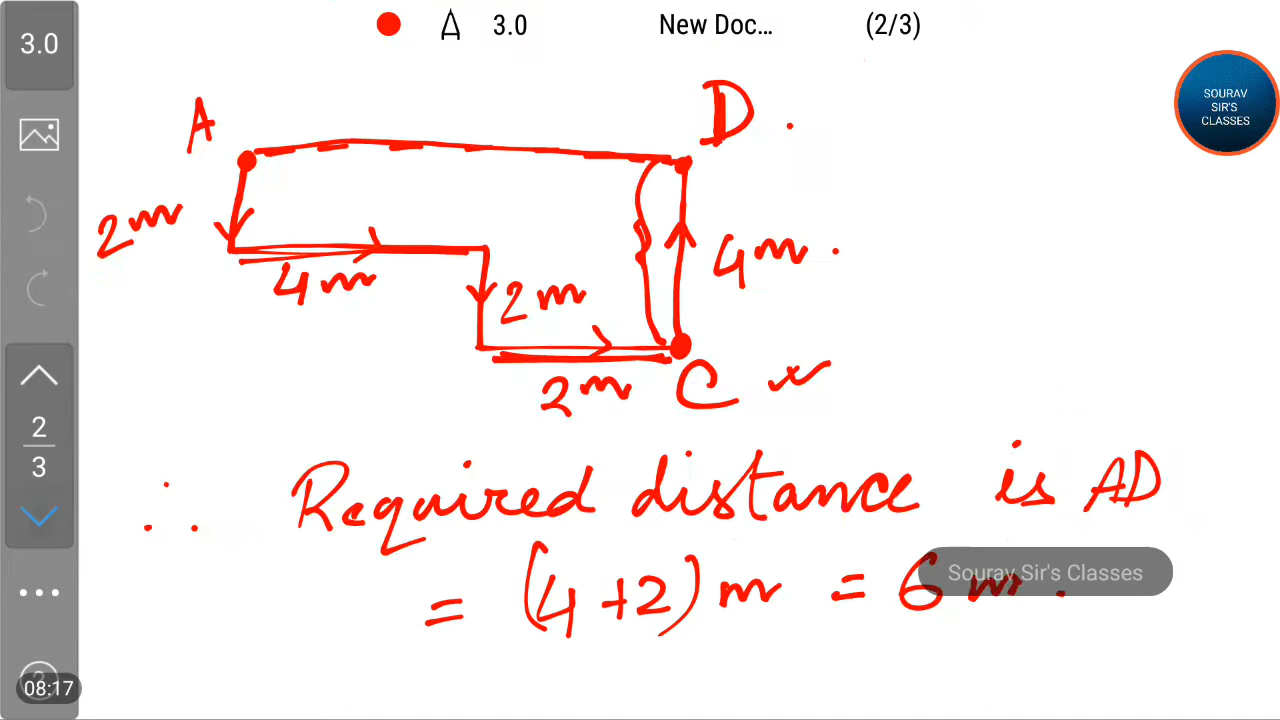 3.0
3.0
New Doc...
(2/3)
SOURAV
SIR'S
CLASSES
A
D .
2m
4m
2m
4m .
2m
C
2
3
∴ Required distance is AD
= (4+2) m = 6 m .
Sourav Sir's Classes
08:17